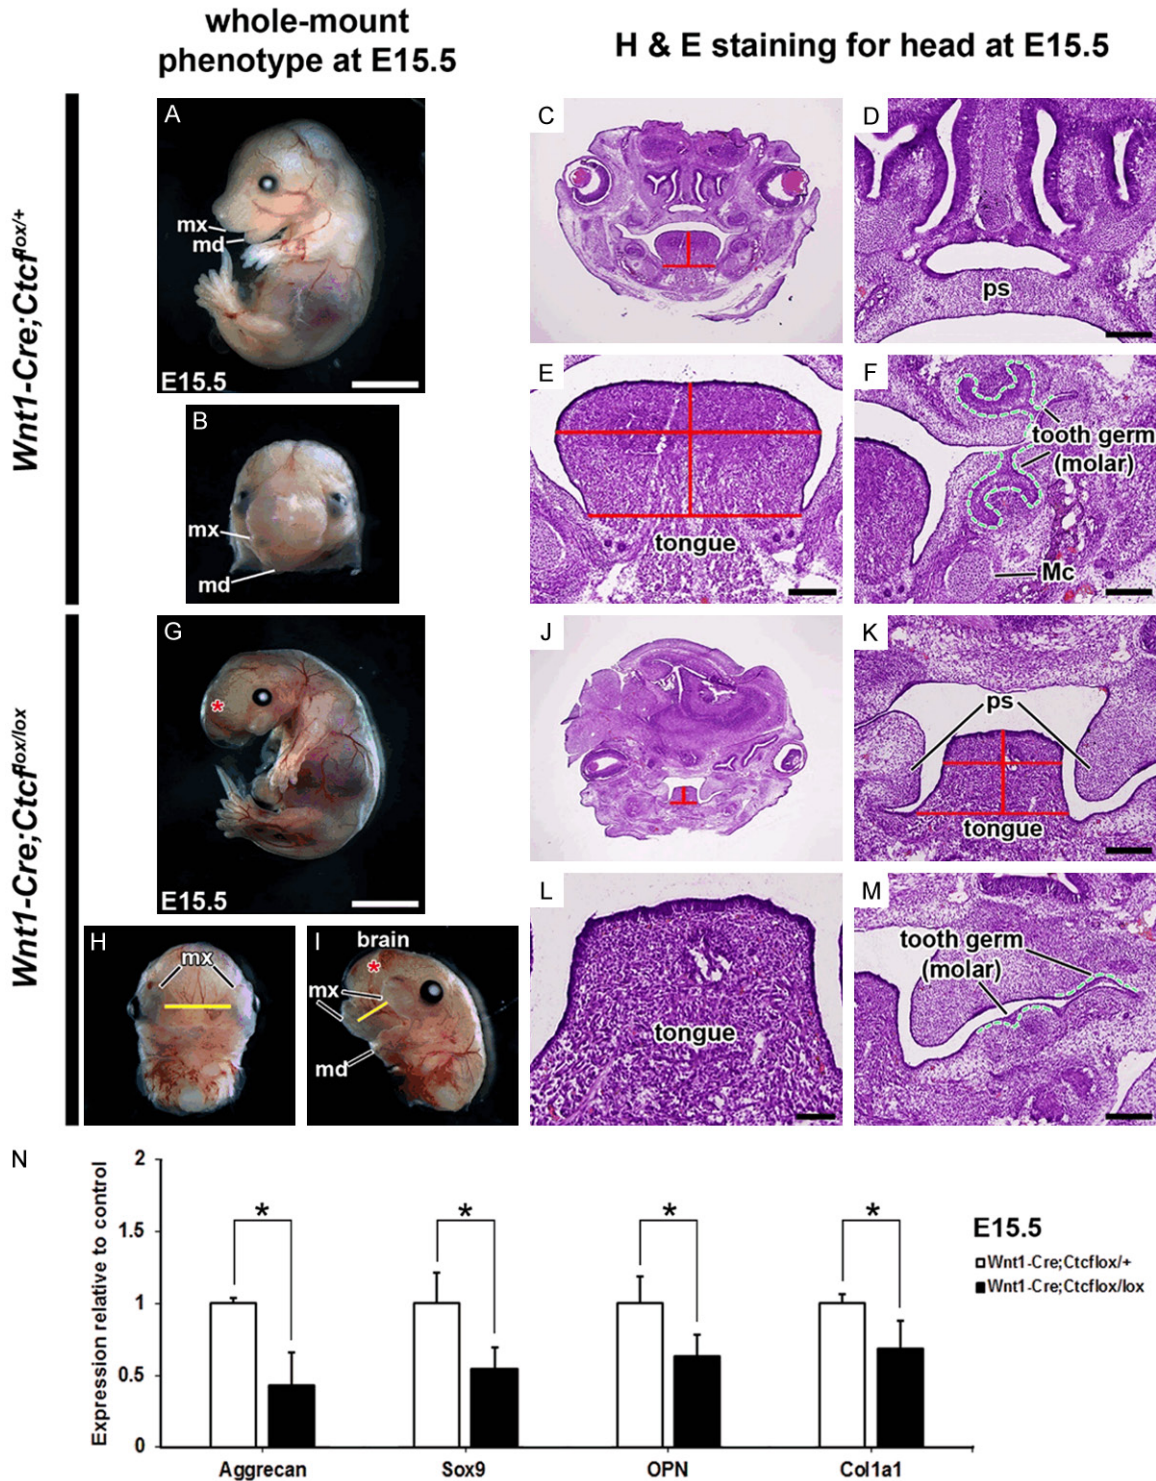 whole-mount
phenotype at E15.5
H & E staining for head at E15.5
Wnt1-Cre;Ctcfflox/+
A
mx
md
E15.5
B
mx
md
C
D
ps
E
tongue
F
tooth germ
(molar)
Mc
Wnt1-Cre;Ctcfflox/lox
G
*
E15.5
H
mx
I
brain
*
mx
md
J
K
ps
tongue
L
tongue
M
tooth germ
(molar)
N
Expression relative to control
2
1.5
1
0.5
0
*
*
*
*
Aggrecan
Sox9
OPN
Col1a1
E15.5
Wnt1-Cre;Ctcflox/+
Wnt1-Cre;Ctcflox/lox